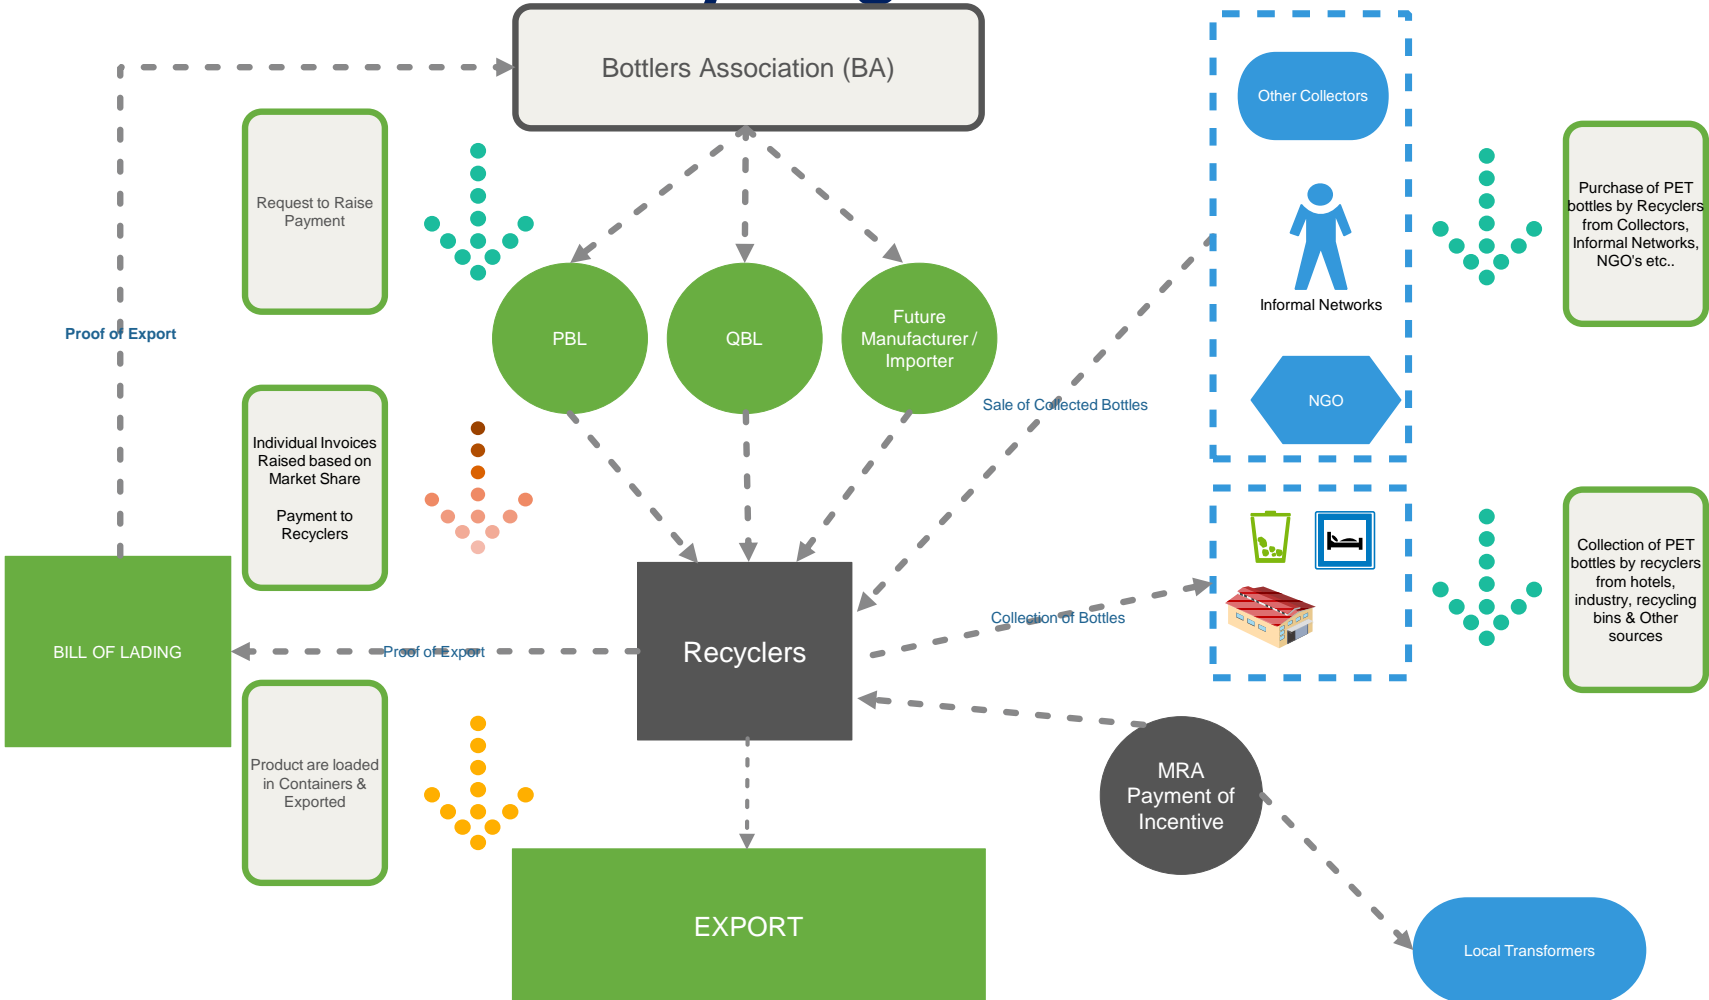 Bottlers Association (BA)
Other Collectors
Request to Raise
Payment
Purchase of PET
bottles by Recyclers
from Collectors,
Informal Networks,
NGO's etc..
Informal Networks
Proof of Export
PBL
QBL
Future
Manufacturer /
Importer
Sale of Collected Bottles
NGO
Individual Invoices
Raised based on
Market Share
Payment to
Recyclers
Collection of PET
bottles by recyclers
from hotels,
industry, recycling
bins & Other
sources
Collection of Bottles
BILL OF LADING
Proof of Export
Recyclers
Product are loaded
in Containers &
Exported
MRA
Payment of
Incentive
EXPORT
Local Transformers